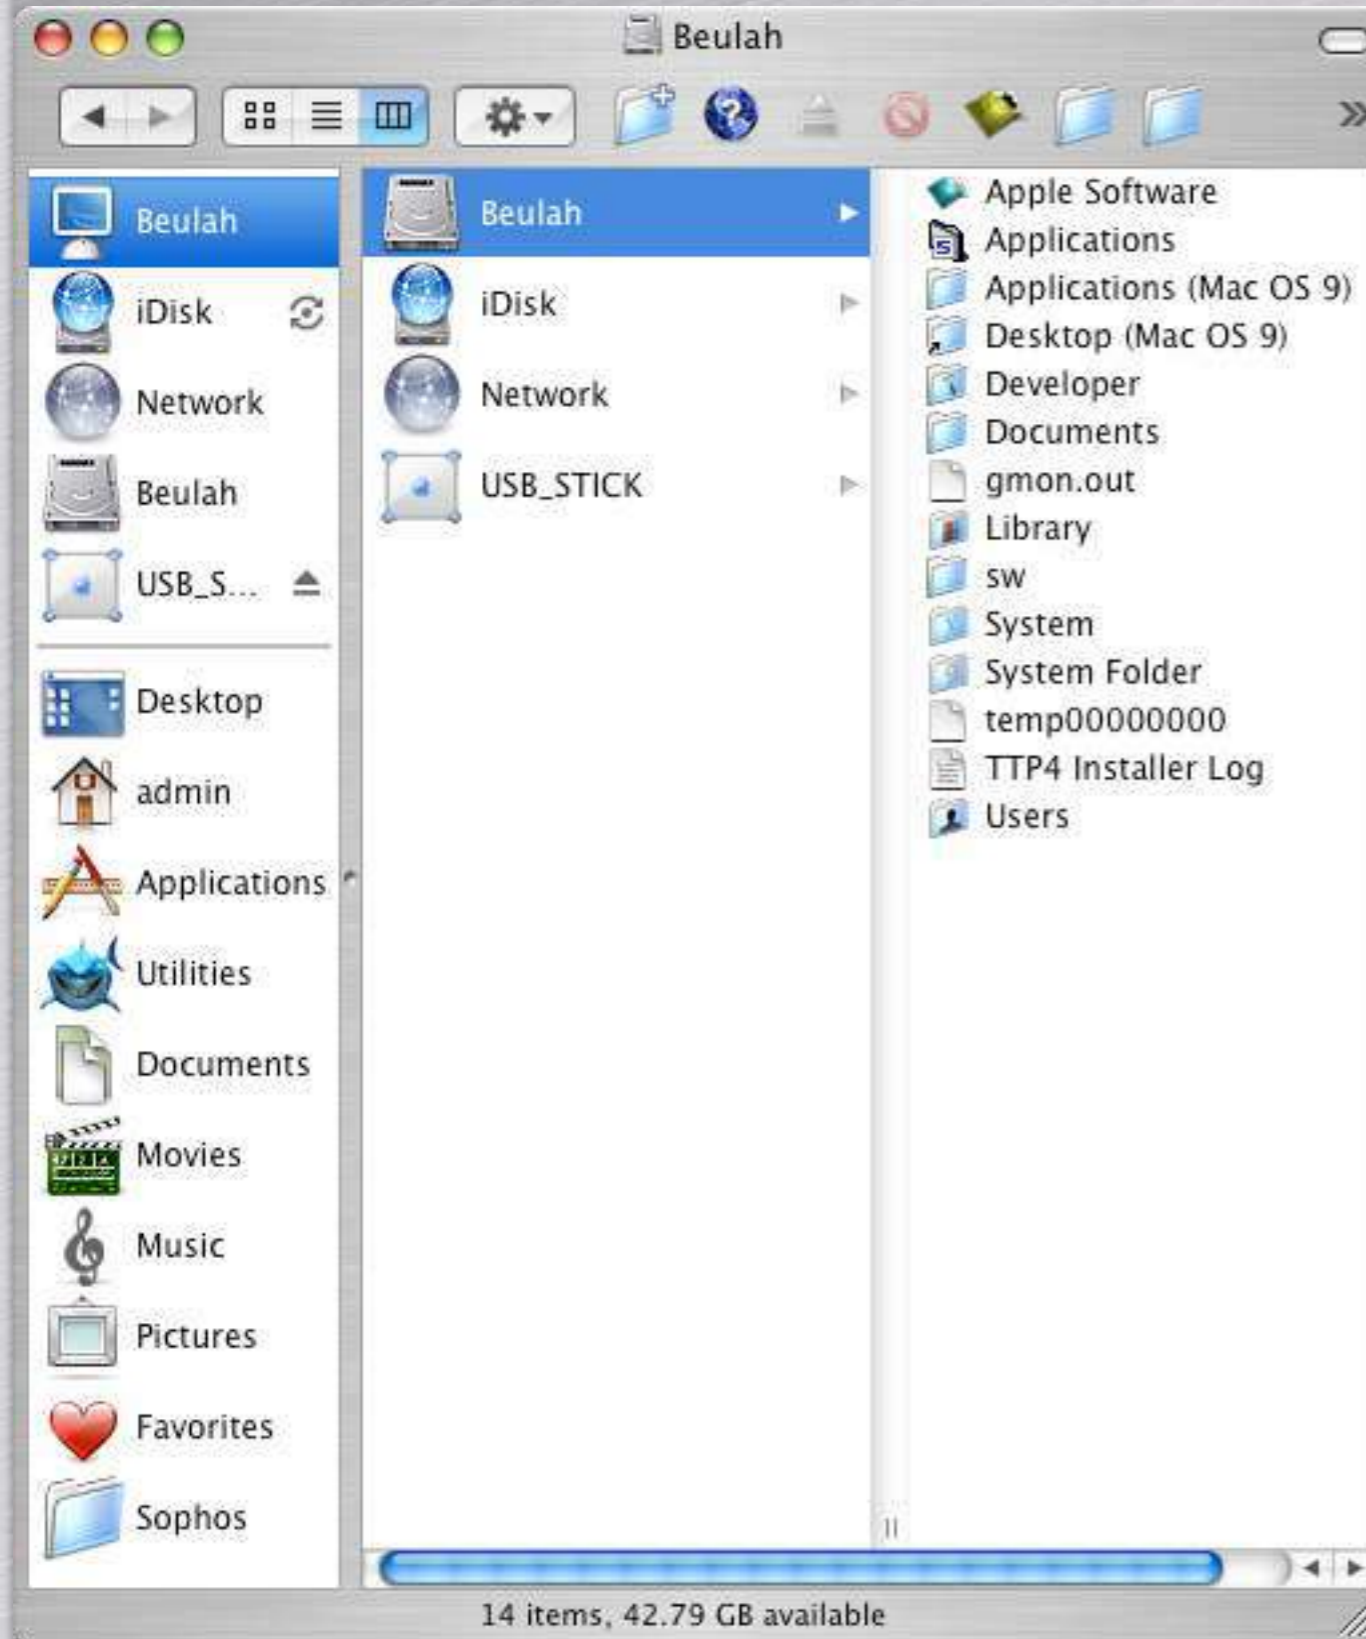 Beulah
Beulah
iDisk
Network
Beulah
USB_S...
Desktop
admin
Applications
Utilities
Documents
Movies
Music
Pictures
Favorites
Sophos
Beulah
iDisk
Network
USB_STICK
Apple Software
Applications
Applications (Mac OS 9)
Desktop (Mac OS 9)
Developer
Documents
gmon.out
Library
sw
System
System Folder
temp00000000
TTP4 Installer Log
Users
14 items, 42.79 GB available